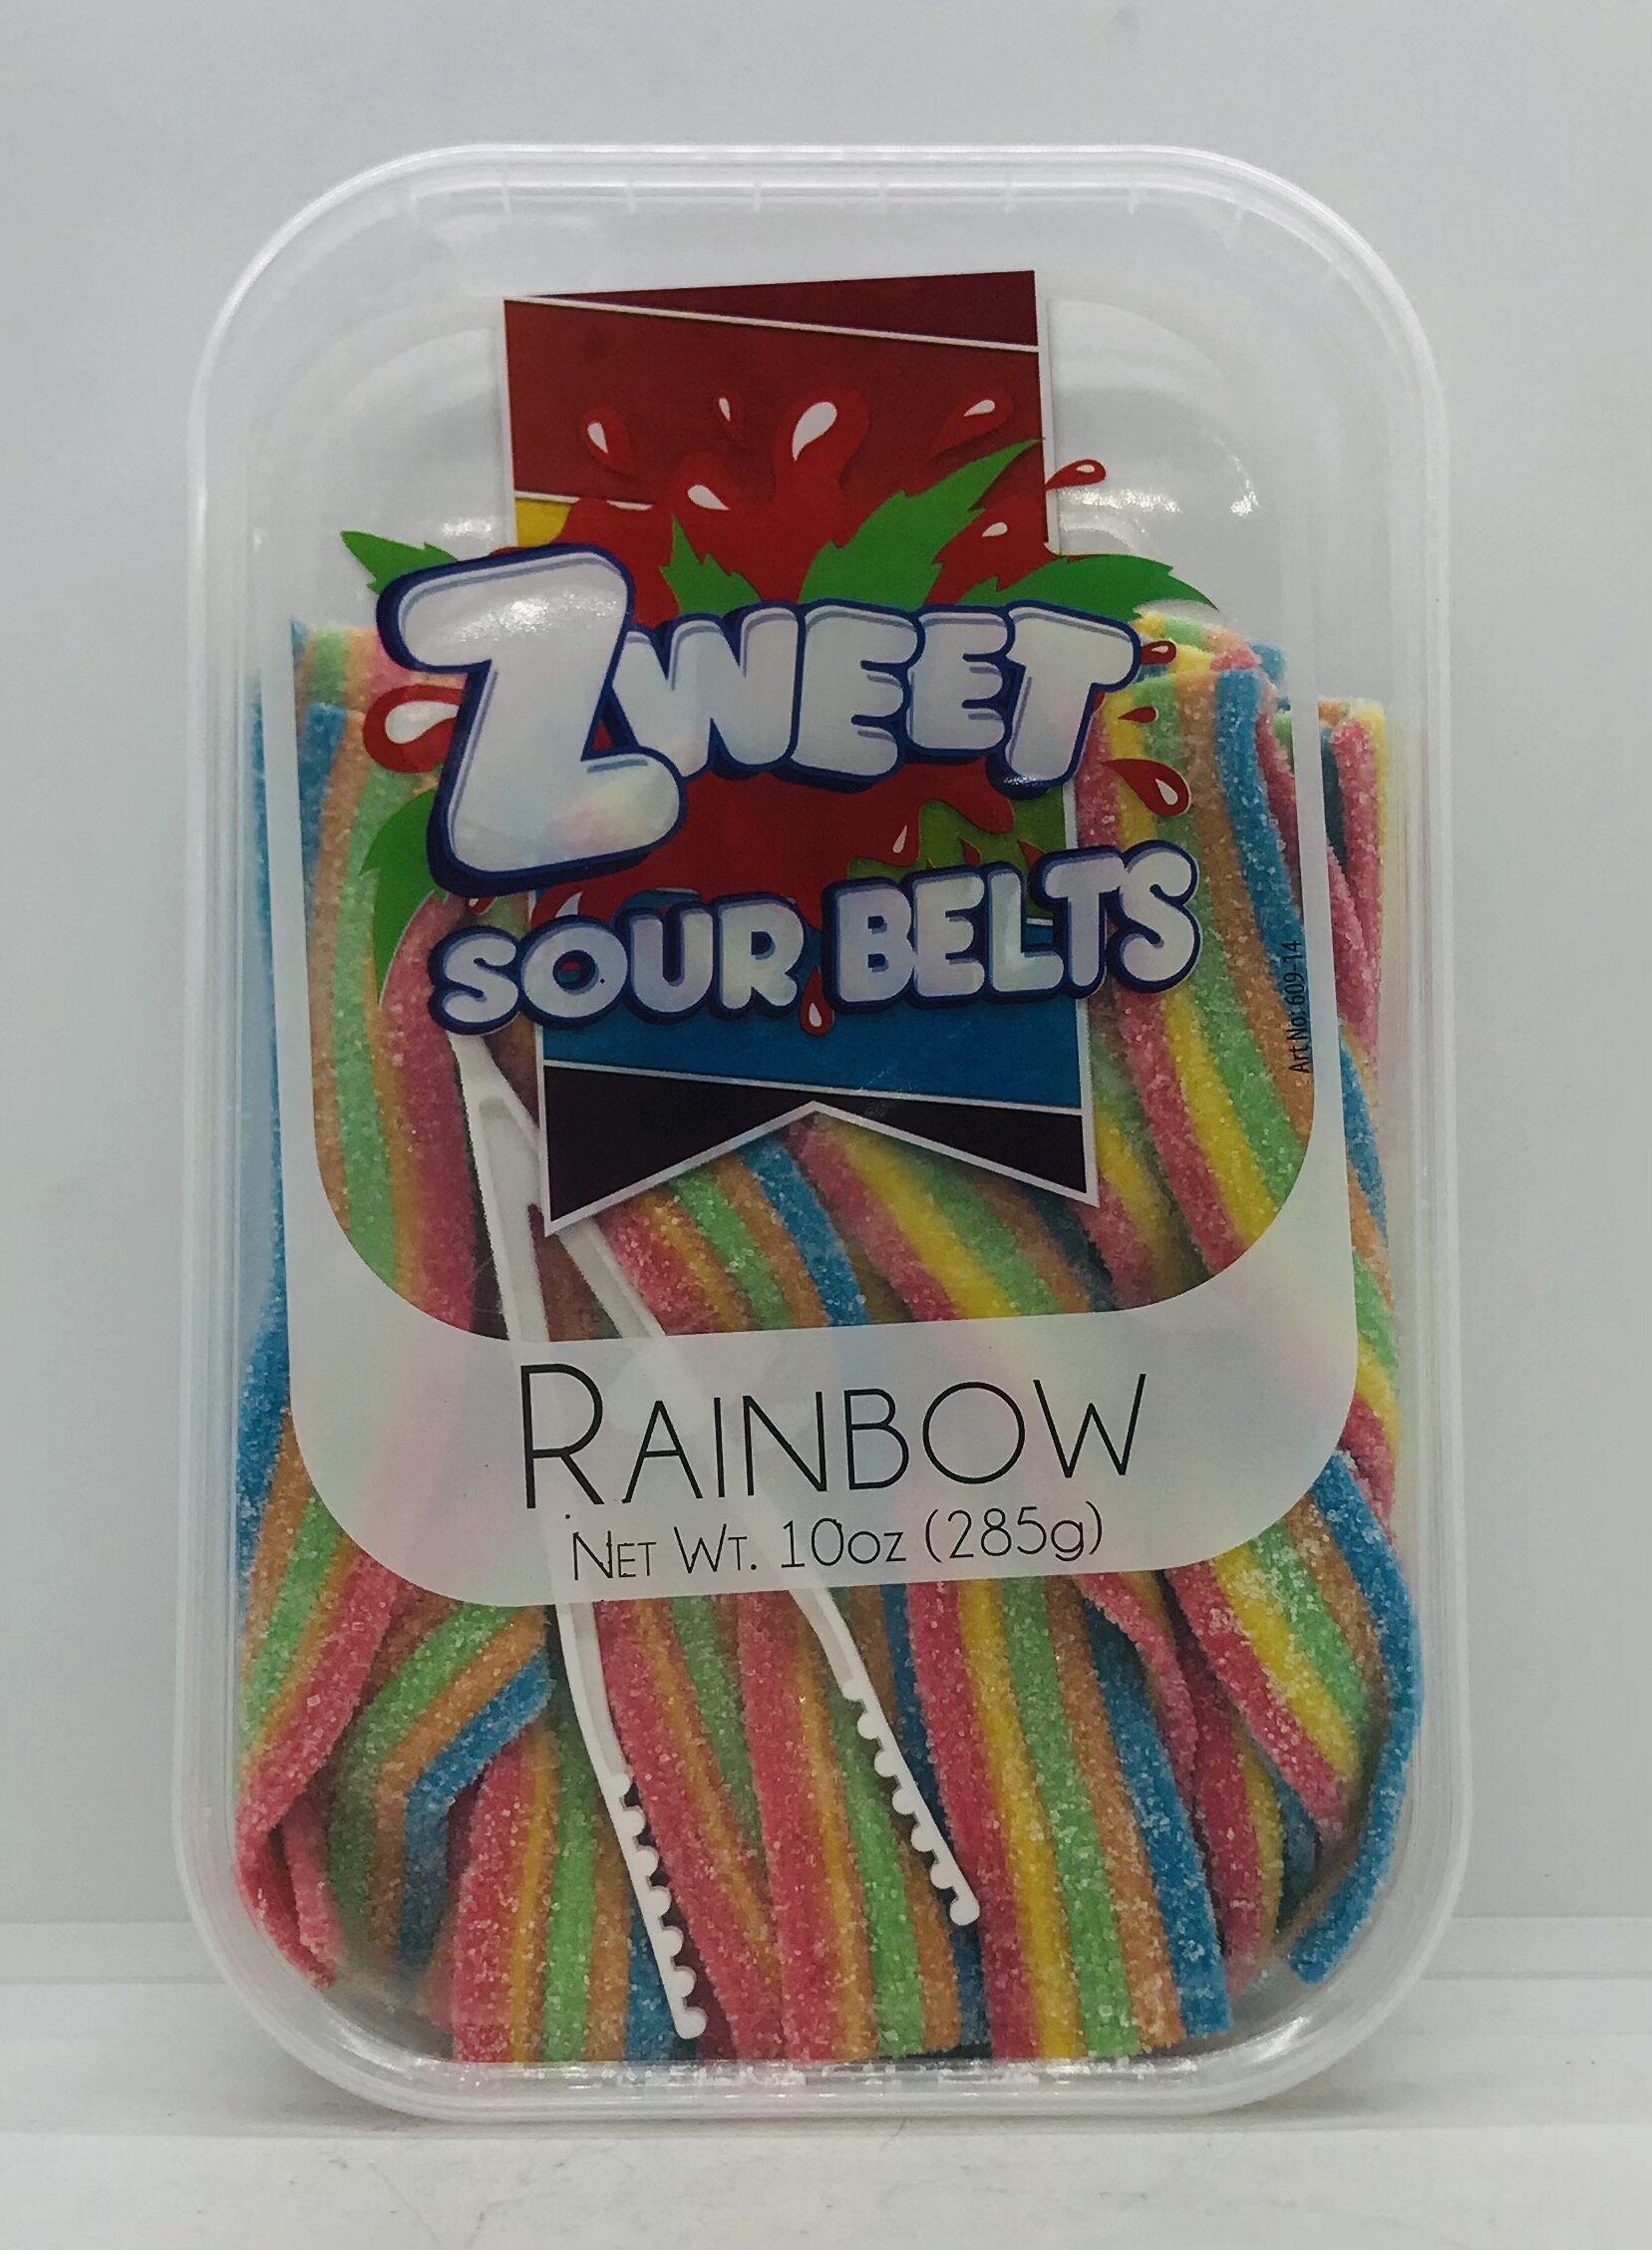 ZWEET
SOUR BELTS
Art No: 609-14
RAINBOW
NET WT. 10oz (285g)